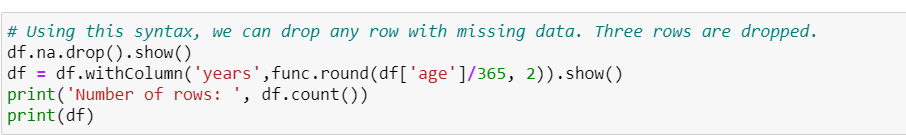 # Using this syntax, we can drop any row with missing data. Three rows are dropped.
df.na.drop().show()
df = df.withColumn('years',func.round(df['age']/365, 2)).show()
print('Number of rows: ', df.count())
print(df)